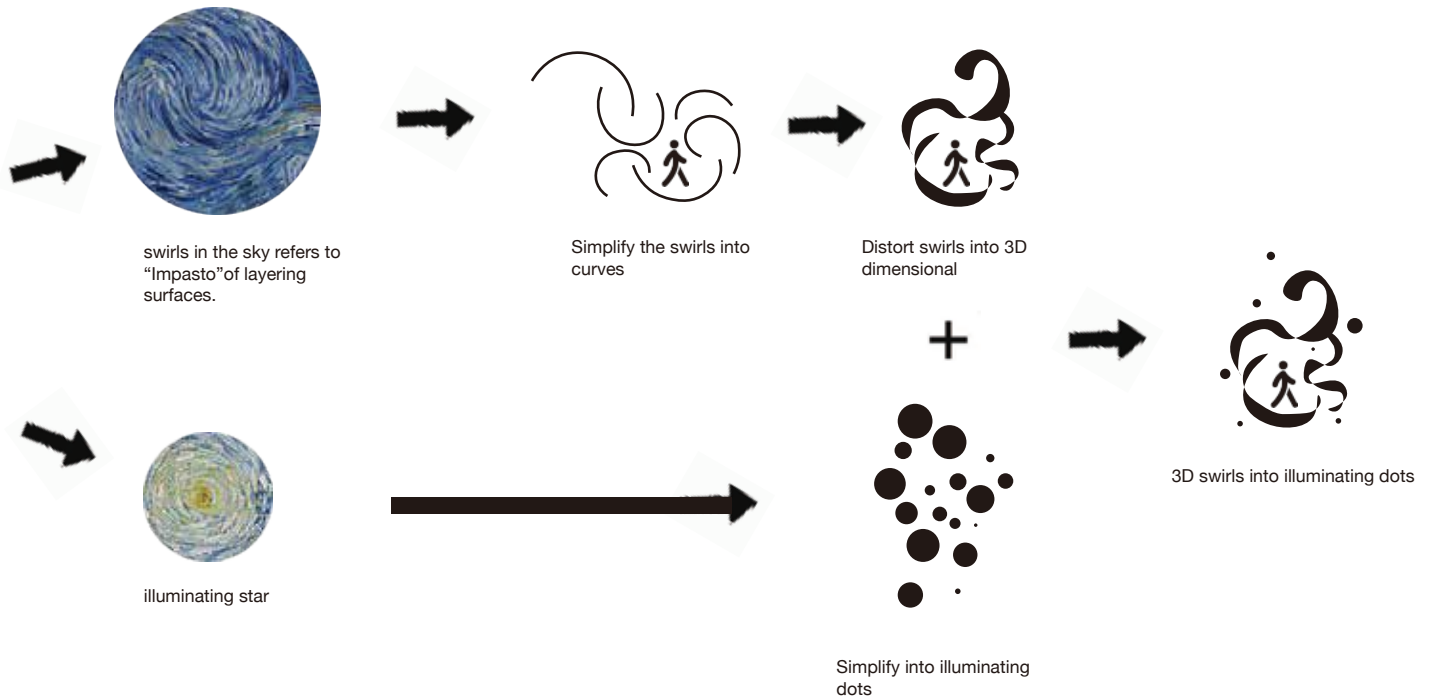 swirls in the sky refers to
“Impasto”of layering
surfaces.
Simplify the swirls into
curves
Distort swirls into 3D
dimensional
+
3D swirls into illuminating dots
illuminating star
Simplify into illuminating
dots